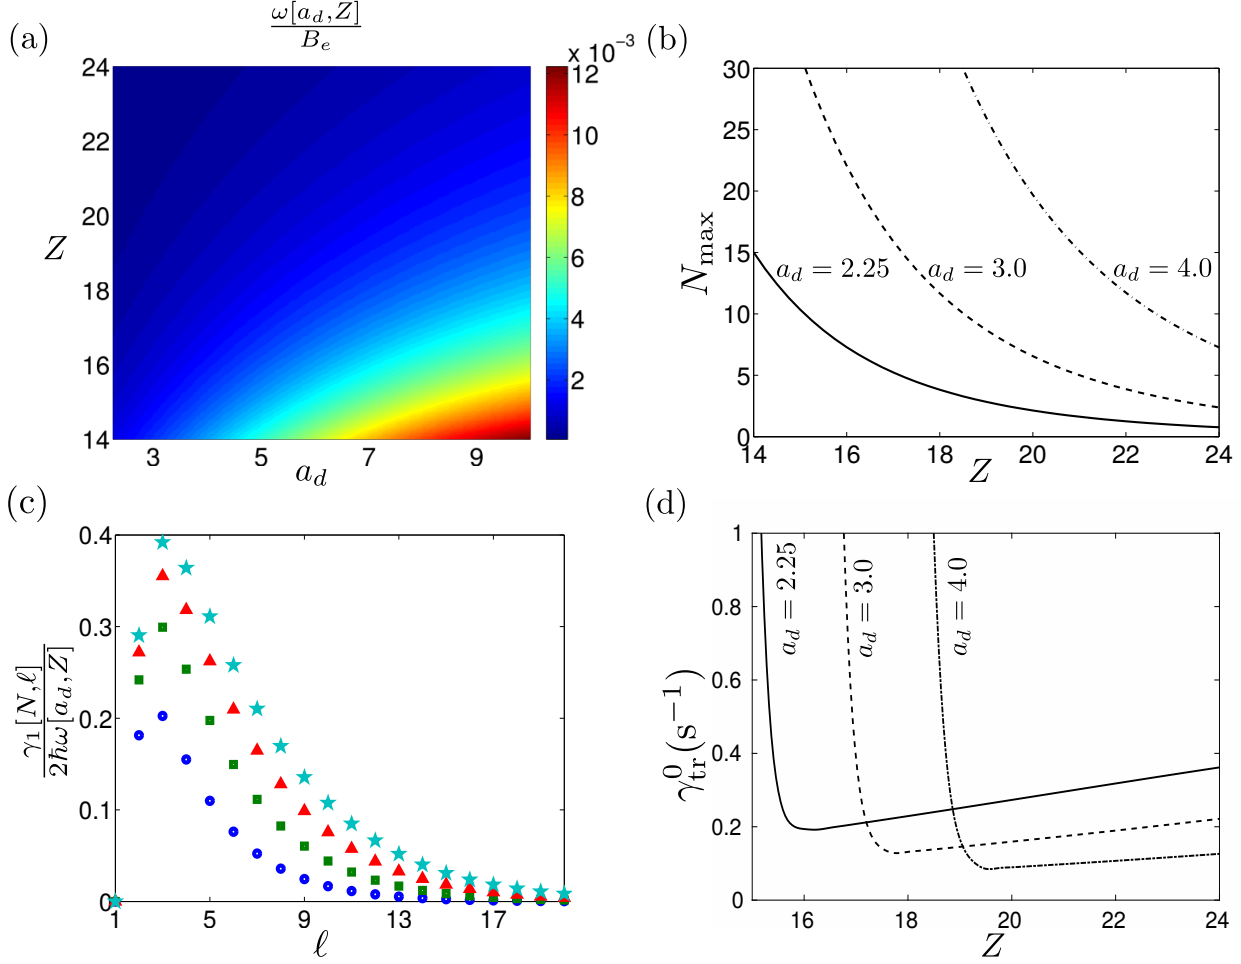 (a)
ω[a_d,Z]
B_e
x 10⁻³
24
22
20
18
16
14
Z
3 5 7 9
a_d
12
10
8
6
4
2
(b)
30
25
20
15
10
5
0
N_max
a_d = 2.25
a_d = 3.0
a_d = 4.0
14 16 18 20 22 24
Z
(c)
0.4
0.3
0.2
0.1
0
γ₁[N,ℓ]
2ħω[a_d,Z]
1 5 9 13 17
ℓ
(d)
1
0.8
0.6
0.4
0.2
0
γ⁰_tr(s⁻¹)
a_d = 2.25
a_d = 3.0
a_d = 4.0
16 18 20 22 24
Z